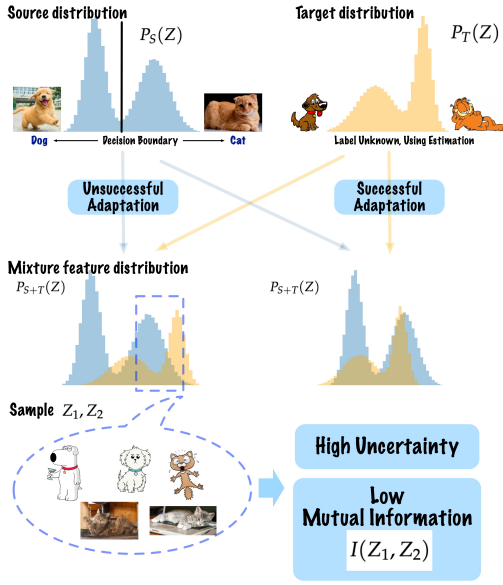 Source distribution
Target distribution
P_S(Z)
P_T(Z)
Dog
Decision Boundary
Cat
Label Unknown, Using Estimation
Unsuccessful
Adaptation
Successful
Adaptation
Mixture feature distribution
P_{S+T}(Z)
P_{S+T}(Z)
Sample Z_1, Z_2
High Uncertainty
Low
Mutual Information
I(Z_1, Z_2)